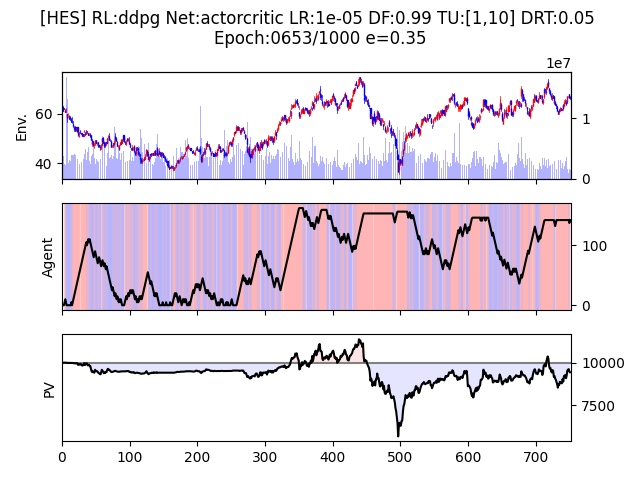 [HES] RL:ddpg Net:actorcritic LR:1e-05 DF:0.99 TU:[1,10] DRT:0.05
Epoch:0653/1000 e=0.35
1e7
Env.
60
40
1
0
Agent
100
0
PV
10000
7500
0 100 200 300 400 500 600 700